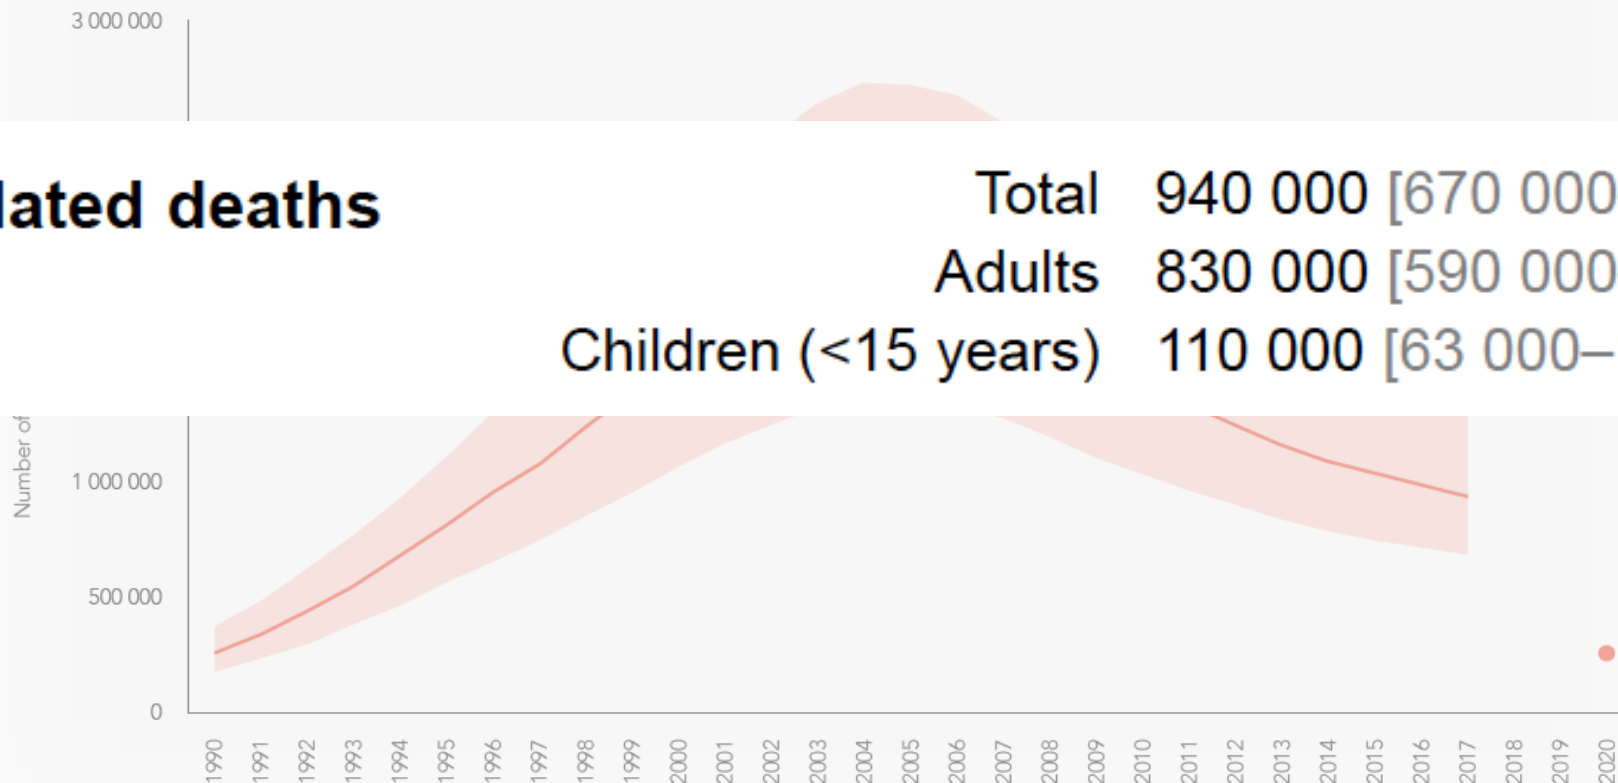 3 000 000
lated deaths
Total 940 000 [670 000
Adults 830 000 [590 000
Children (<15 years) 110 000 [63 000–
Number of
1 000 000
500 000
0
1990 1991 1992 1993 1994 1995 1996 1997 1998 1999 2000 2001 2002 2003 2004 2005 2006 2007 2008 2009 2010 2011 2012 2013 2014 2015 2016 2017 2018 2019 2020